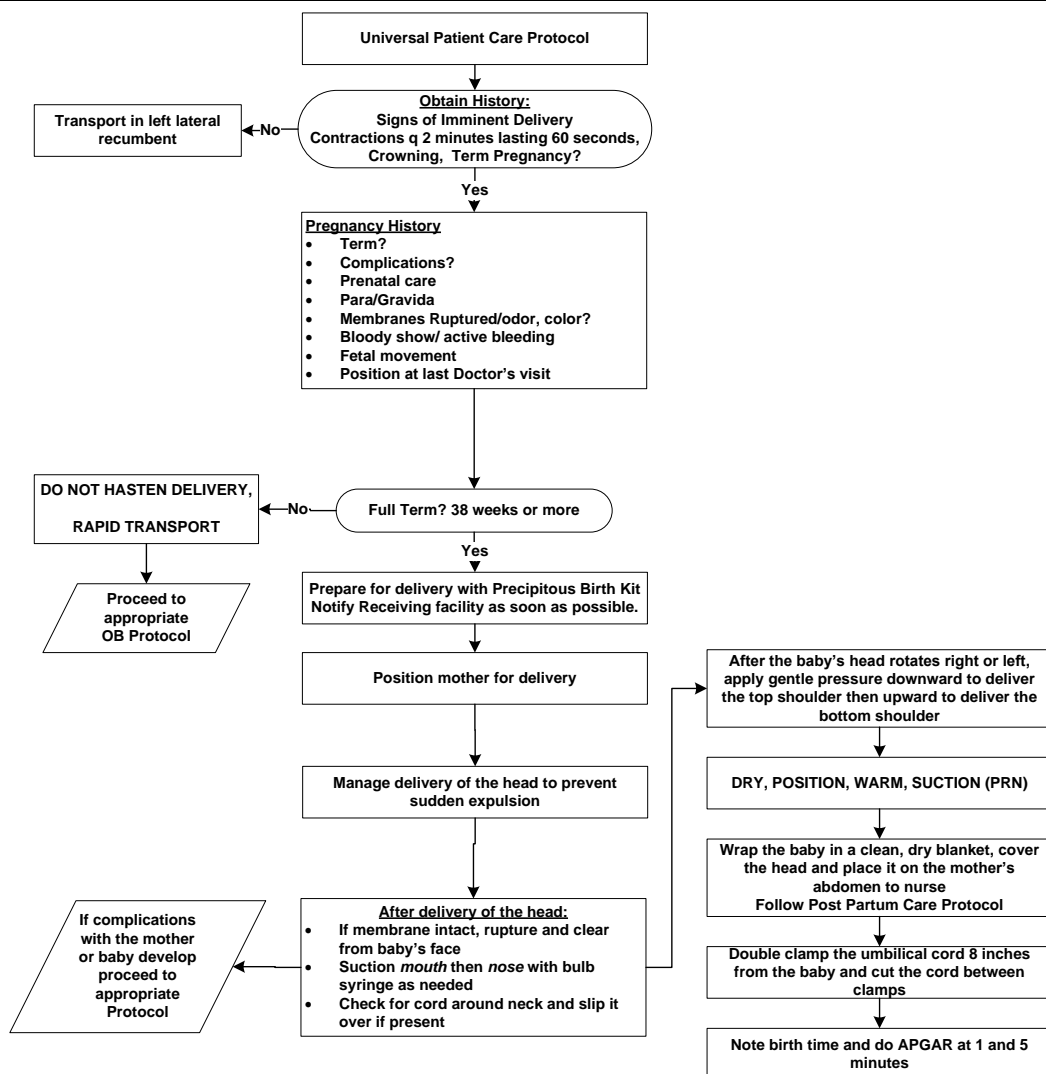 Universal Patient Care Protocol
Obtain History:
Signs of Imminent Delivery
Contractions q 2 minutes lasting 60 seconds,
Crowning, Term Pregnancy?
No
Transport in left lateral
recumbent
Yes
Pregnancy History
• Term?
• Complications?
• Prenatal care
• Para/Gravida
• Membranes Ruptured/odor, color?
• Bloody show/ active bleeding
• Fetal movement
• Position at last Doctor's visit
Full Term? 38 weeks or more
No
DO NOT HASTEN DELIVERY,
RAPID TRANSPORT
Proceed to
appropriate
OB Protocol
Yes
Prepare for delivery with Precipitous Birth Kit
Notify Receiving facility as soon as possible.
Position mother for delivery
Manage delivery of the head to prevent
sudden expulsion
After delivery of the head:
• If membrane intact, rupture and clear
from baby's face
• Suction mouth then nose with bulb
syringe as needed
• Check for cord around neck and slip it
over if present
If complications
with the mother
or baby develop
proceed to
appropriate
Protocol
After the baby's head rotates right or left,
apply gentle pressure downward to deliver
the top shoulder then upward to deliver the
bottom shoulder
DRY, POSITION, WARM, SUCTION (PRN)
Wrap the baby in a clean, dry blanket, cover
the head and place it on the mother's
abdomen to nurse
Follow Post Partum Care Protocol
Double clamp the umbilical cord 8 inches
from the baby and cut the cord between
clamps
Note birth time and do APGAR at 1 and 5
minutes